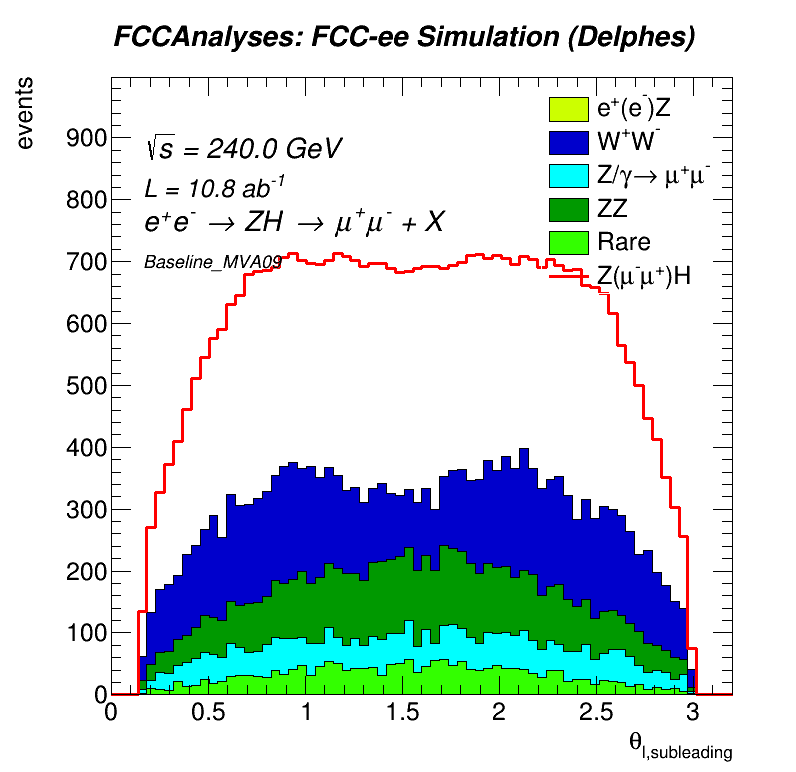 FCCAnalyses: FCC-ee Simulation (Delphes)
events
√s = 240.0 GeV
L = 10.8 ab⁻¹
e⁺e⁻ → ZH → μ⁺μ⁻ + X
Baseline_MVA09
e⁺(e⁻)Z
W⁺W⁻
Z/γ→ μ⁺μ⁻
ZZ
Rare
Z(μ⁻μ⁺)H
900
800
700
600
500
400
300
200
100
0
0 0.5 1 1.5 2 2.5 3
θl,subleading